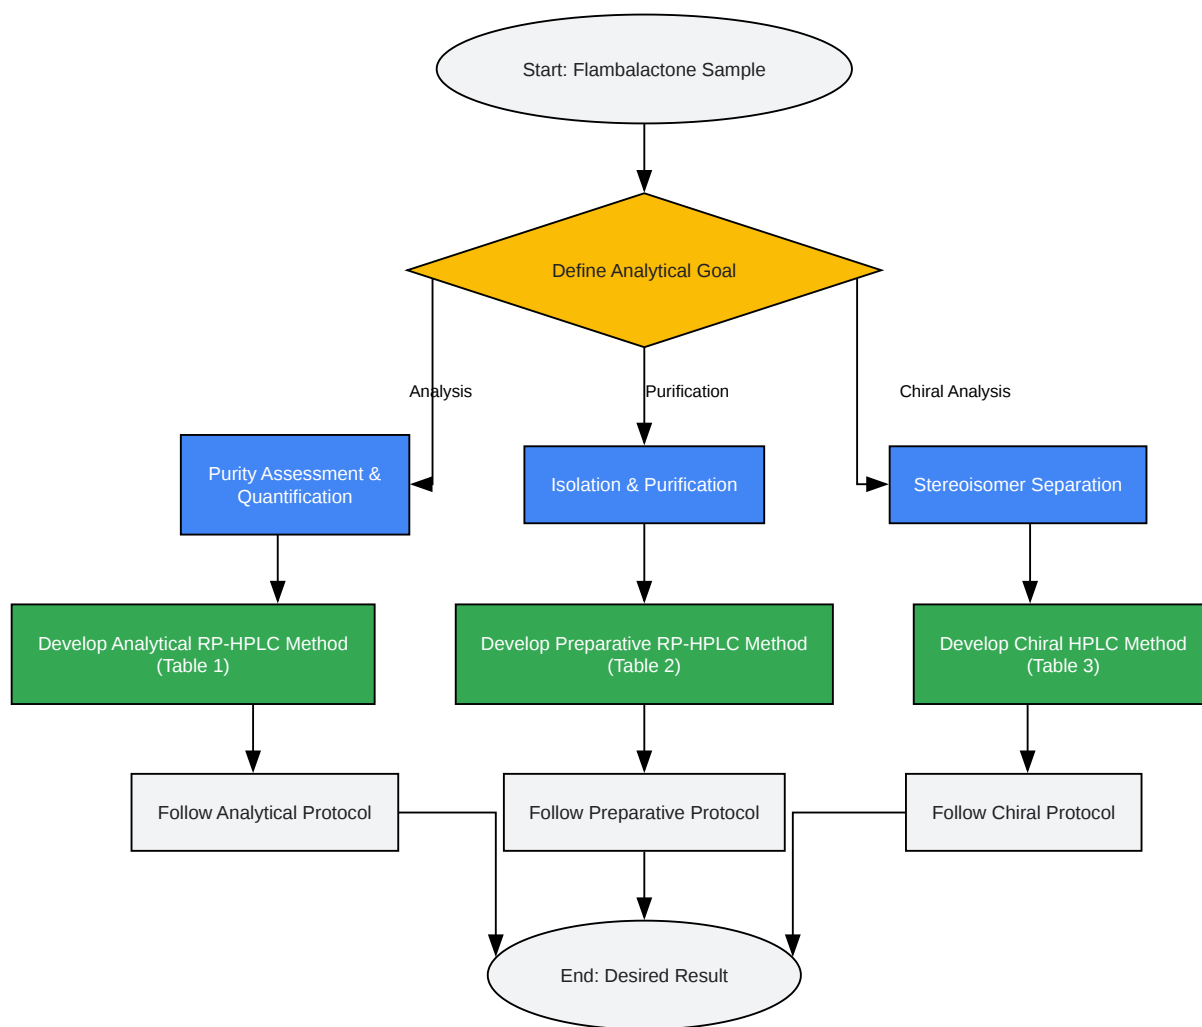 Start: Flambalactone Sample
Define Analytical Goal
Analysis
Purification
Chiral Analysis
Purity Assessment &
Quantification
Isolation & Purification
Stereoisomer Separation
Develop Analytical RP-HPLC Method
(Table 1)
Develop Preparative RP-HPLC Method
(Table 2)
Develop Chiral HPLC Method
(Table 3)
Follow Analytical Protocol
Follow Preparative Protocol
Follow Chiral Protocol
End: Desired Result